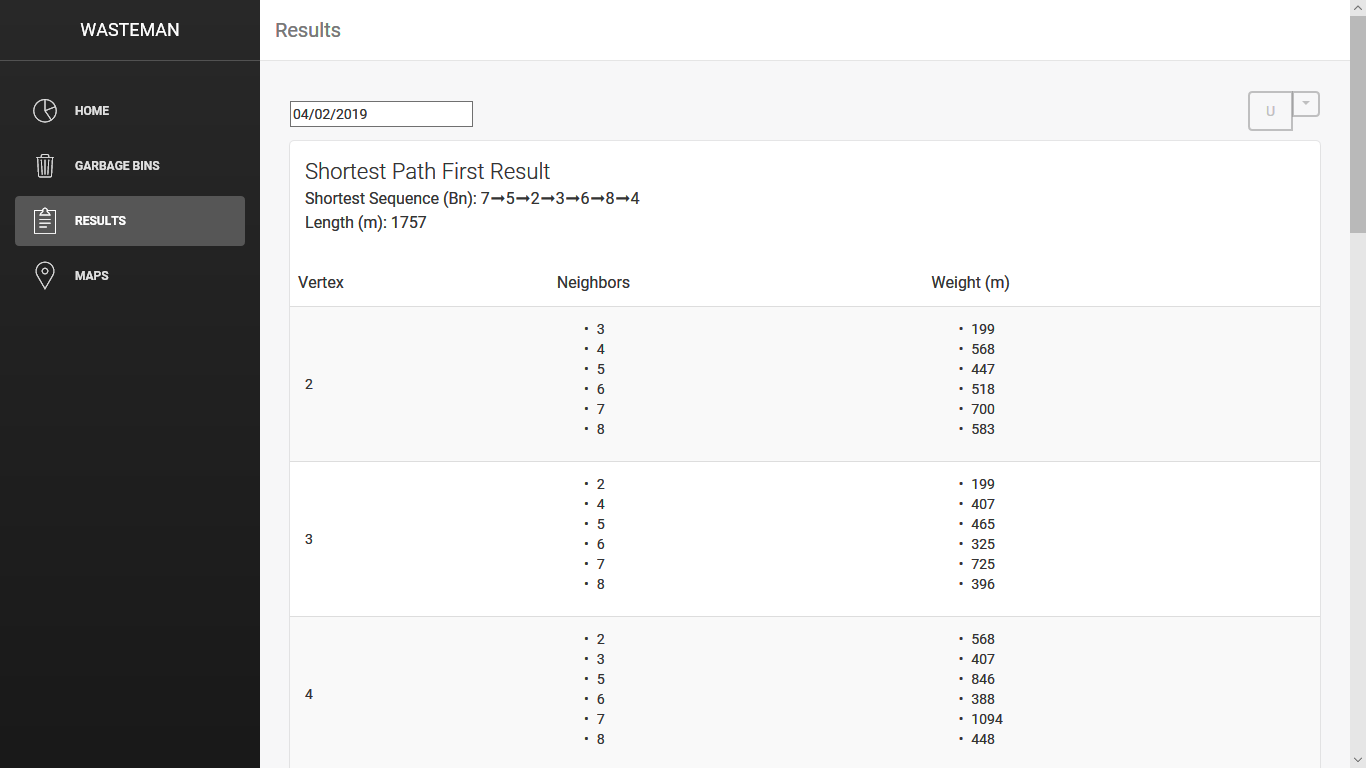 WASTEMAN
HOME
GARBAGE BINS
RESULTS
MAPS
Results
04/02/2019
U
Shortest Path First Result
Shortest Sequence (Bn): 7➞5➞2➞3➞6➞8➞4
Length (m): 1757
Vertex Neighbors Weight (m)
2
• 3 • 199
• 4 • 568
• 5 • 447
• 6 • 518
• 7 • 700
• 8 • 583
3
• 2 • 199
• 4 • 407
• 5 • 465
• 6 • 325
• 7 • 725
• 8 • 396
4
• 2 • 568
• 3 • 407
• 5 • 846
• 6 • 388
• 7 • 1094
• 8 • 448